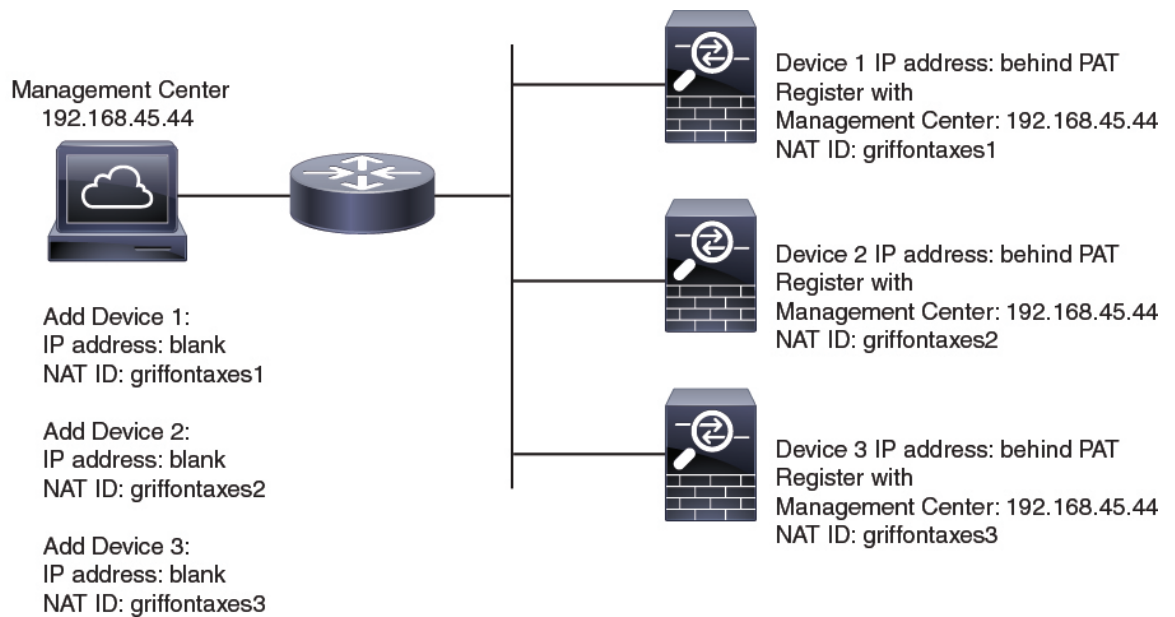 Management Center
192.168.45.44
Add Device 1:
IP address: blank
NAT ID: griffontaxes1
Add Device 2:
IP address: blank
NAT ID: griffontaxes2
Add Device 3:
IP address: blank
NAT ID: griffontaxes3
Device 1 IP address: behind PAT
Register with
Management Center: 192.168.45.44
NAT ID: griffontaxes1
Device 2 IP address: behind PAT
Register with
Management Center: 192.168.45.44
NAT ID: griffontaxes2
Device 3 IP address: behind PAT
Register with
Management Center: 192.168.45.44
NAT ID: griffontaxes3